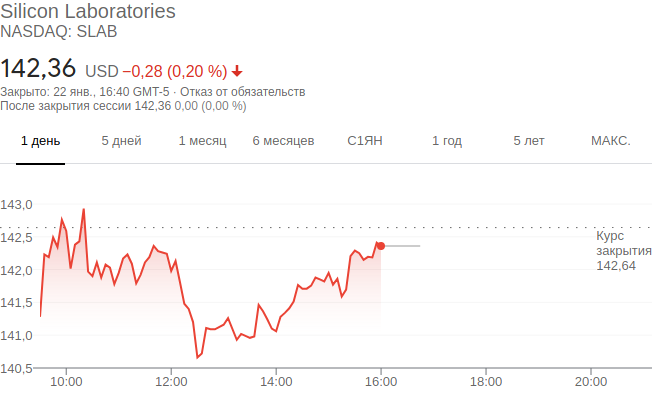 Silicon Laboratories
NASDAQ: SLAB
142,36 USD −0,28 (0,20 %)
Закрыто: 22 янв., 16:40 GMT-5 · Отказ от обязательств
После закрытия сессии 142,36 0,00 (0,00 %)
1 день 5 дней 1 месяц 6 месяцев С1ЯН 1 год 5 лет МАКС.
143,0
142,5
Курс
закрытия
142,64
142,0
141,5
141,0
140,5
10:00 12:00 14:00 16:00 18:00 20:00